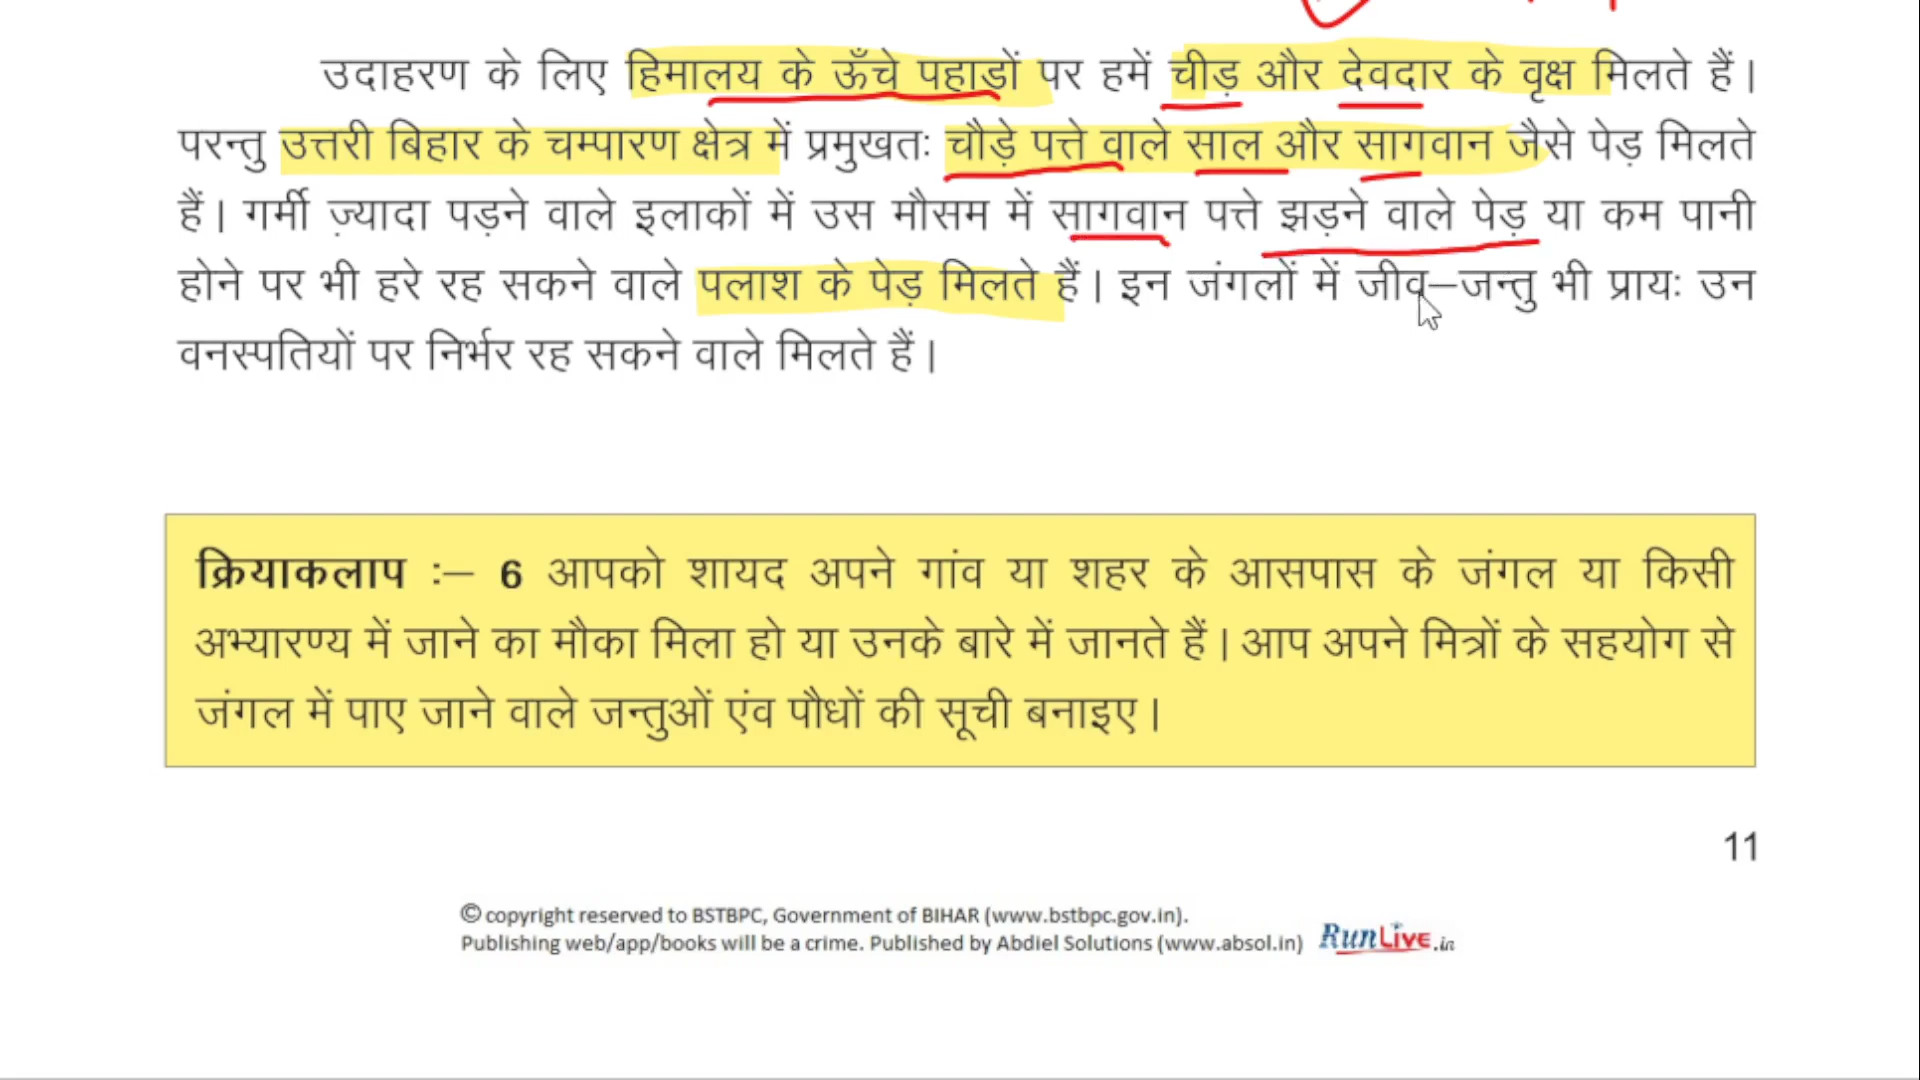 उदाहरण के लिए हिमालय के ऊँचे पहाडों पर हमें चीड़ और देवदार के वृक्ष मिलते हैं।
परन्तु उत्तरी बिहार के चम्पारण क्षेत्र में प्रमुखतः चौड़े पत्ते वाले साल और सागवान जैसे पेड़ मिलते
हैं। गर्मी ज़्यादा पड़ने वाले इलाकों में उस मौसम में सागवान पत्ते झड़ने वाले पेड़ या कम पानी
होने पर भी हरे रह सकने वाले पलाश के पेड़ मिलते हैं। इन जंगलों में जीव–जन्तु भी प्रायः उन
वनस्पतियों पर निर्भर रह सकने वाले मिलते हैं।
क्रियाकलाप :– 6 आपको शायद अपने गांव या शहर के आसपास के जंगल या किसी
अभ्यारण्य में जाने का मौका मिला हो या उनके बारे में जानते हैं। आप अपने मित्रों के सहयोग से
जंगल में पाए जाने वाले जन्तुओं एंव पौधों की सूची बनाइए।
11
© copyright reserved to BSTBPC, Government of BIHAR (www.bstbpc.gov.in).
Publishing web/app/books will be a crime. Published by Abdiel Solutions (www.absol.in) RunLive.in